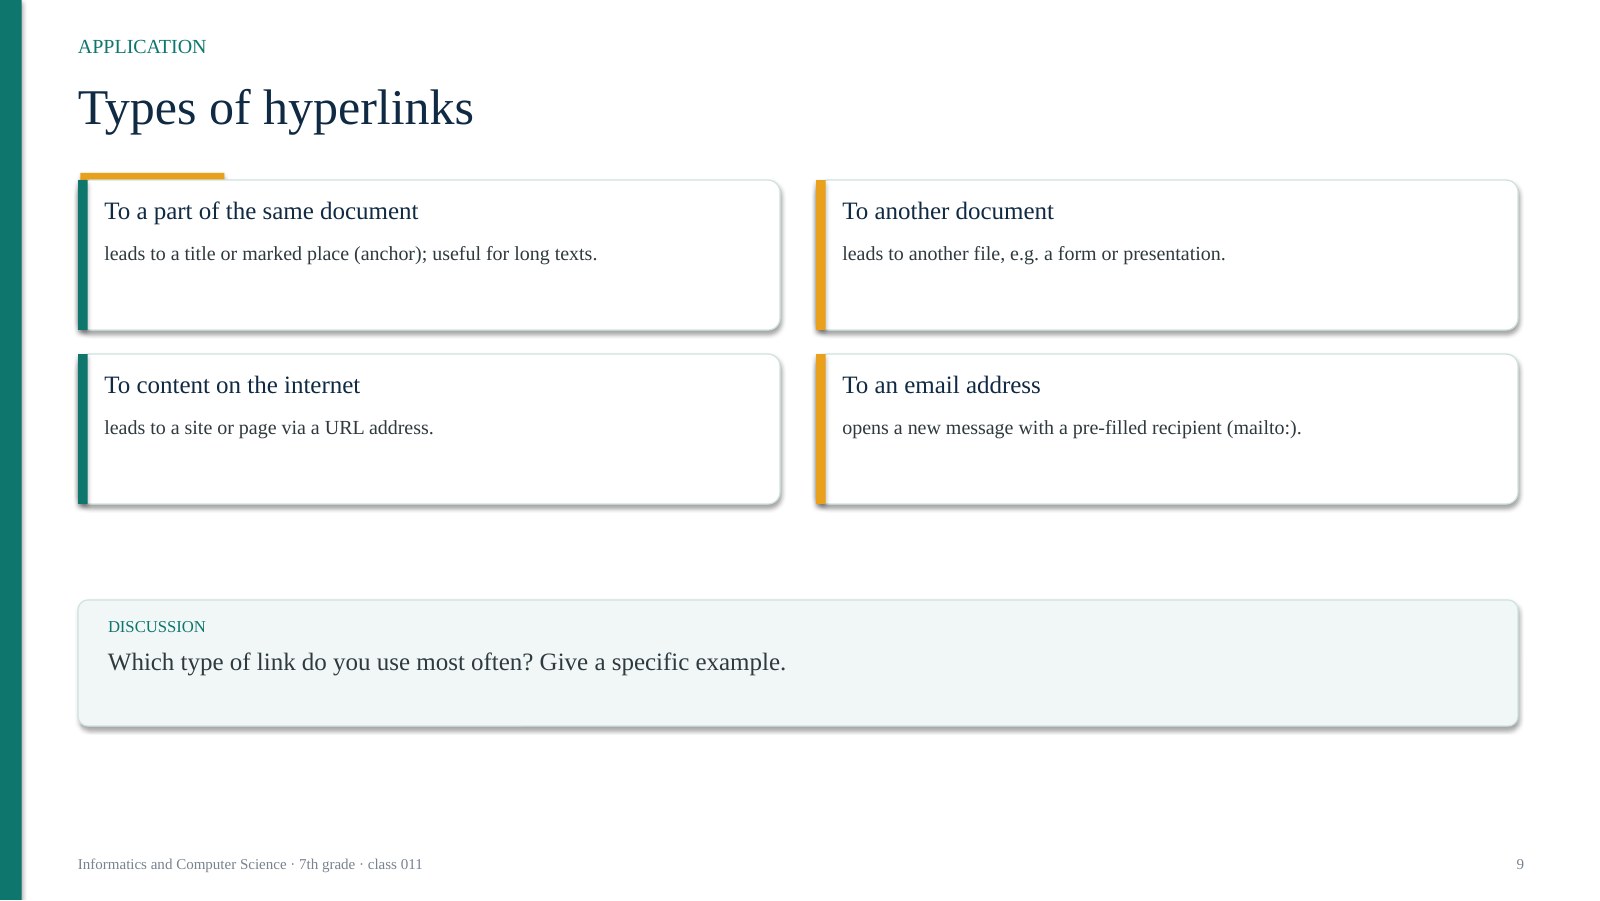 APPLICATION
Types of hyperlinks
To a part of the same document
leads to a title or marked place (anchor); useful for long texts.
To another document
leads to another file, e.g. a form or presentation.
To content on the internet
leads to a site or page via a URL address.
To an email address
opens a new message with a pre-filled recipient (mailto:).
DISCUSSION
Which type of link do you use most often? Give a specific example.
Informatics and Computer Science · 7th grade · class 011
9